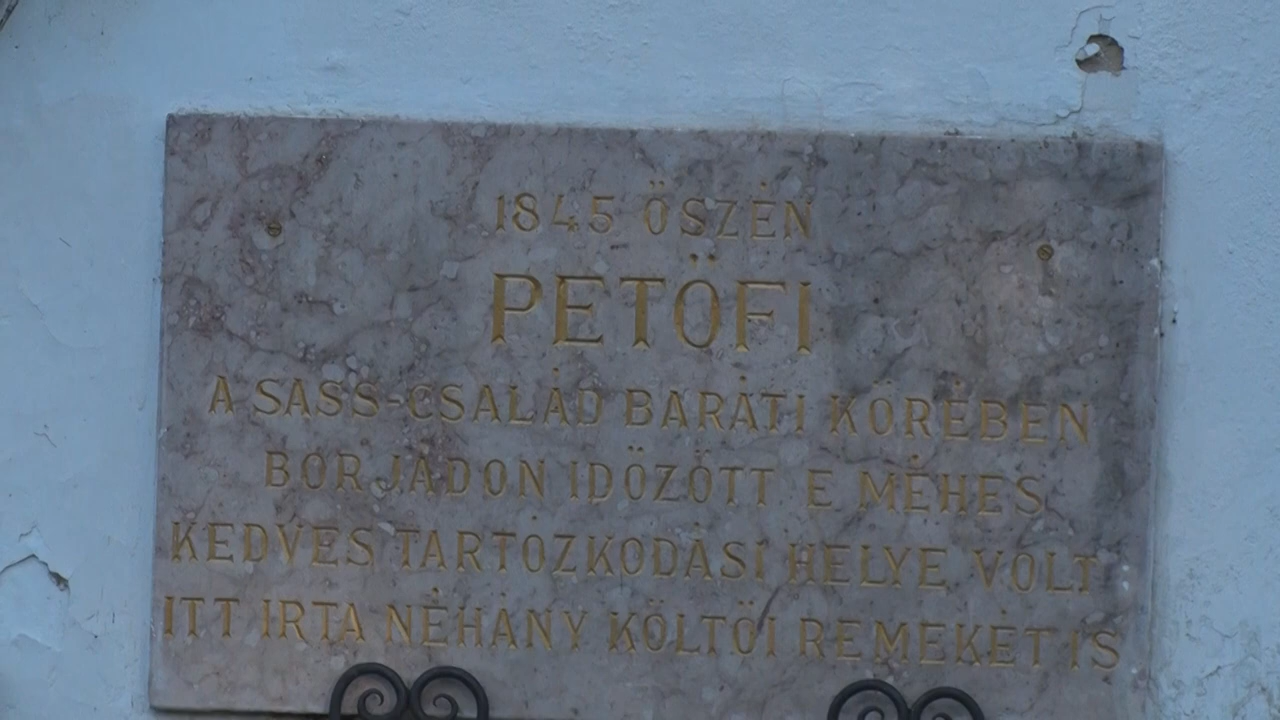 1845 ŐSZÉN
PETŐFI
A SASS-CSALÁD BARÁTI KÖRÉBEN
BORJÁDON IDŐZÖTT E MÉHES
KEDVES TARTÓZKODÁSI HELYE VOLT
ITT IRTA NÉHÁNY KÖLTŐI REMEKÉT IS